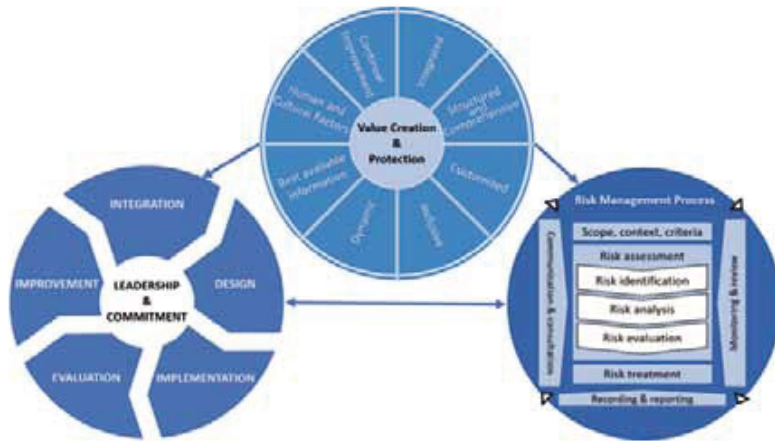 Continual
Improvement
Integrated
Human and
Cultural Factors
Structured
and
comprehensive
Value Creation
&
Protection
Best available
information
Customised
Dynamic
Inclusive
INTEGRATION
IMPROVEMENT
DESIGN
LEADERSHIP
&
COMMITMENT
EVALUATION
IMPLEMENTATION
Risk Management Process
Scope, context, criteria
Communication & consultation
Risk assessment
Risk identification
Risk analysis
Risk evaluation
Monitoring & review
Risk treatment
Recording & reporting